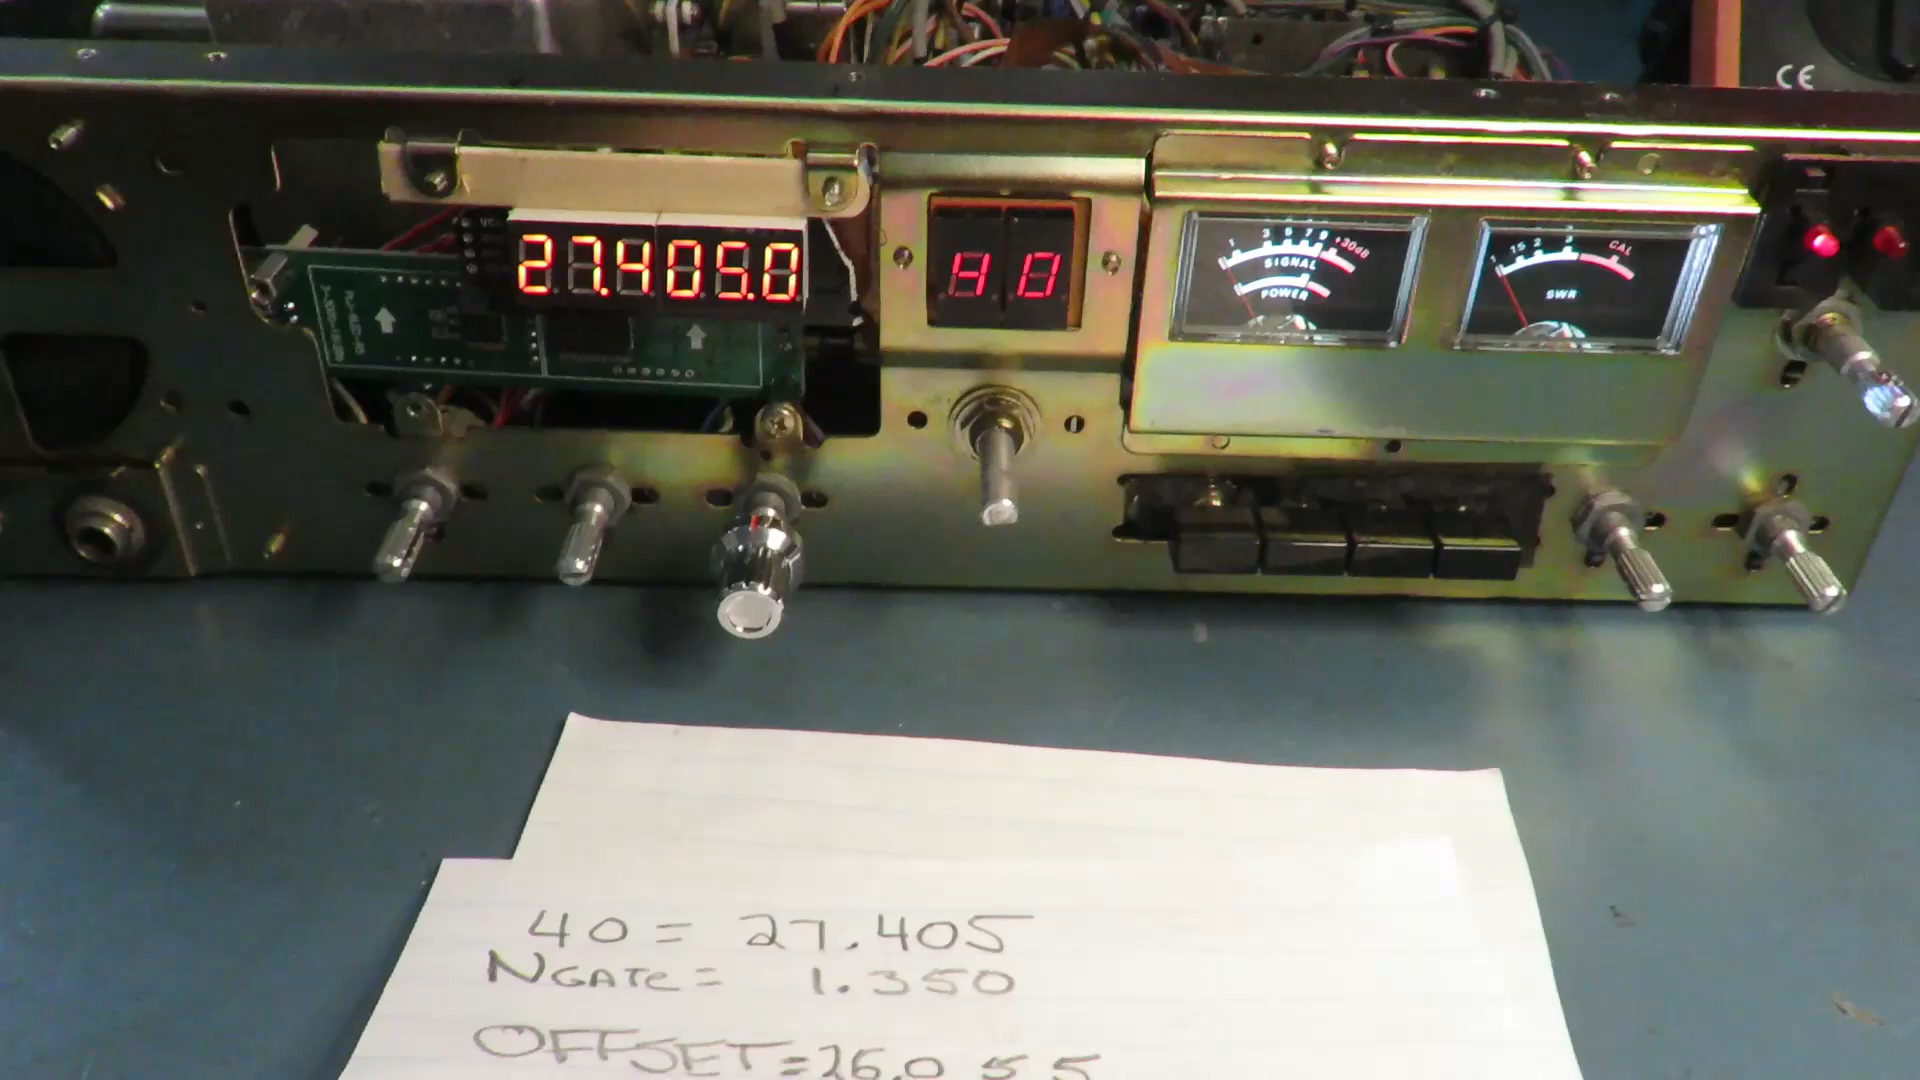 CE
27.405.0
40
1 3 5 7 9 +30dB
SIGNAL
POWER
1 1.5 2 3 CAL
SWR
40 = 27.405
NGATE = 1.350
OFFSET = 26.055